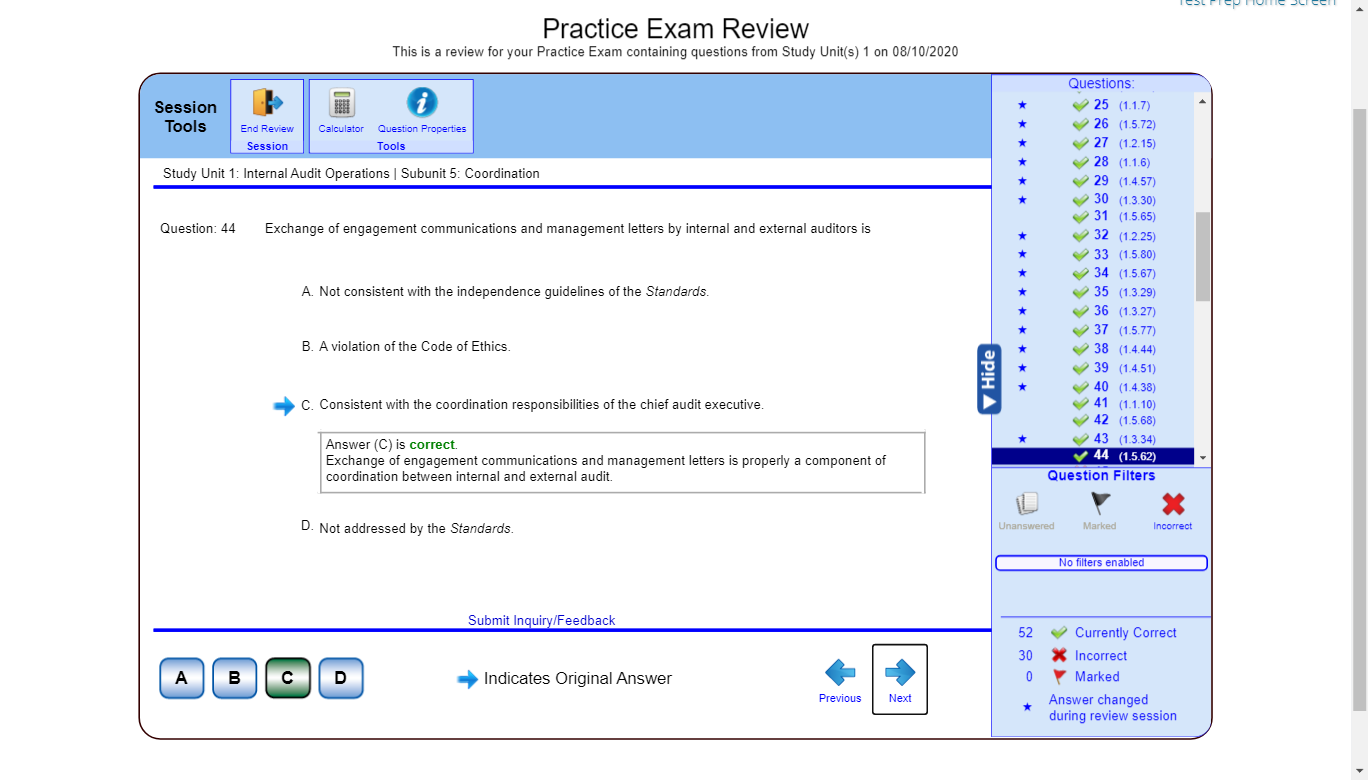 Test Prep Home Screen
Practice Exam Review
This is a review for your Practice Exam containing questions from Study Unit(s) 1 on 08/10/2020
Session Tools
End Review
Session
Calculator
Question Properties
Tools
Study Unit 1: Internal Audit Operations | Subunit 5: Coordination
Question: 44 Exchange of engagement communications and management letters by internal and external auditors is
A. Not consistent with the independence guidelines of the Standards.
B. A violation of the Code of Ethics.
C. Consistent with the coordination responsibilities of the chief audit executive.
Answer (C) is correct.
Exchange of engagement communications and management letters is properly a component of
coordination between internal and external audit.
D. Not addressed by the Standards.
Submit Inquiry/Feedback
A B C D
Indicates Original Answer
Previous
Next
Hide
Questions:
25 (1.1.7)
26 (1.5.72)
27 (1.2.15)
28 (1.1.6)
29 (1.4.57)
30 (1.3.30)
31 (1.5.65)
32 (1.2.25)
33 (1.5.80)
34 (1.5.67)
35 (1.3.29)
36 (1.3.27)
37 (1.5.77)
38 (1.4.44)
39 (1.4.51)
40 (1.4.38)
41 (1.1.10)
42 (1.5.68)
43 (1.3.34)
44 (1.5.62)
Question Filters
Unanswered
Marked
Incorrect
No filters enabled
52 Currently Correct
30 Incorrect
0 Marked
Answer changed
during review session